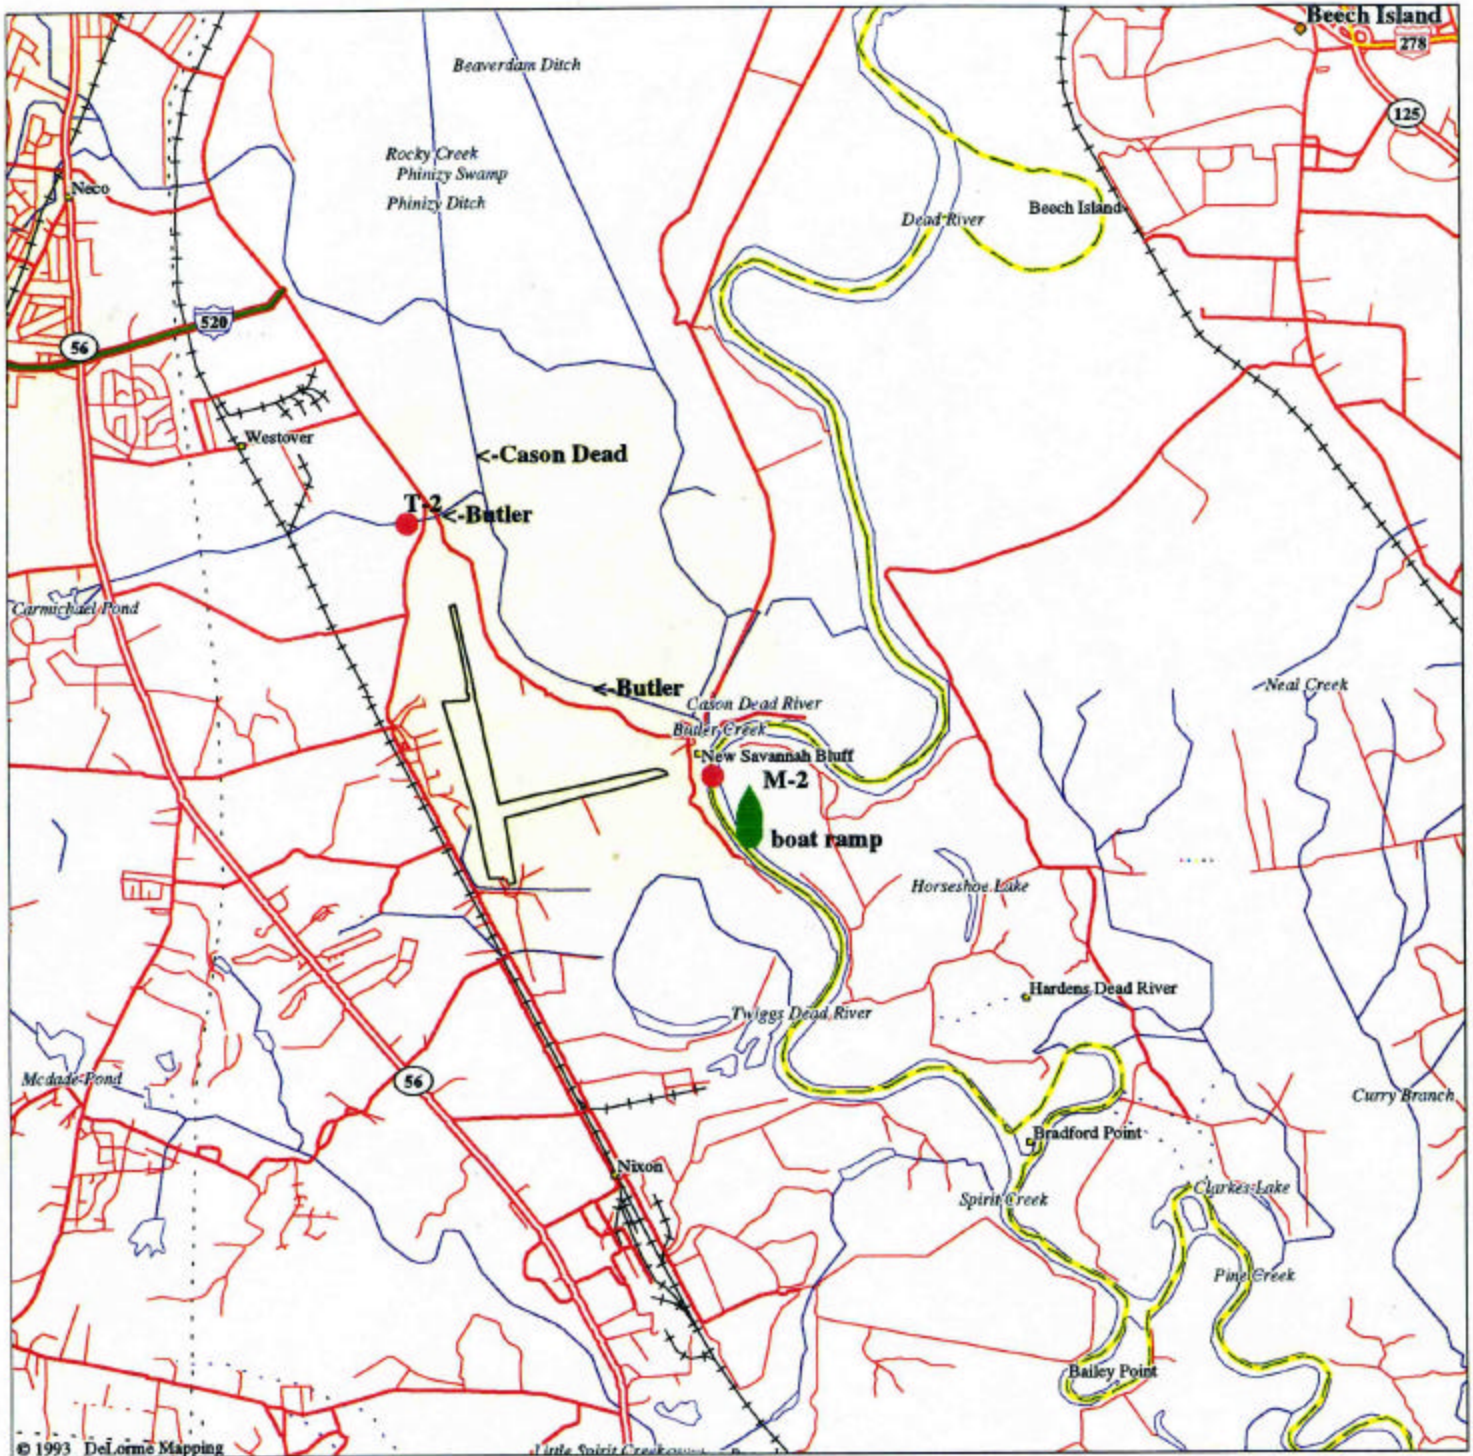 Beech Island
278
Beaverdam Ditch
125
Rocky Creek
Phinizy Swamp
Phinizy Ditch
Neco
Beech Island
Dead River
520
56
Westover
<-Cason Dead
T-2
<-Butler
Carmichael Pond
<-Butler
Neal Creek
Cason Dead River
Butler Creek
New Savannah Bluff
M-2
boat ramp
Horseshoe Lake
Hardens Dead River
Twiggs Dead River
Mcdade Pond
56
Curry Branch
Bradford Point
Nixon
Clarkes Lake
Spirit Creek
Pine Creek
Bailey Point
© 1993 DeLorme Mapping
Little Spirit Creek